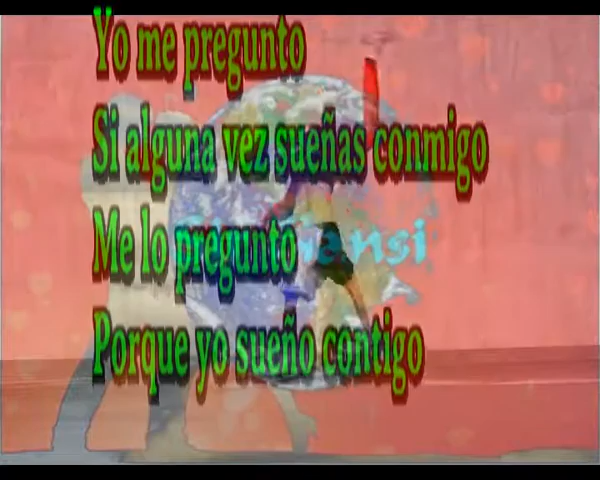 Yo me pregunto
Si alguna vez sueñas conmigo
Me lo pregunto
Porque yo sueño contigo